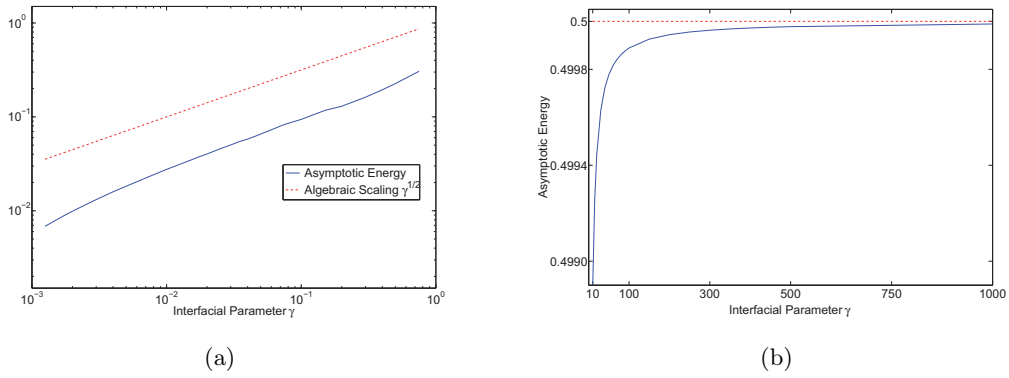 10^0
10^-1
10^-2
10^-3
10^-2
10^-1
10^0
Interfacial Parameter γ
Asymptotic Energy
Algebraic Scaling γ^1/2
(a)
0.5
0.4998
0.4994
0.4990
Asymptotic Energy
10 100 300 500 750 1000
Interfacial Parameter γ
(b)